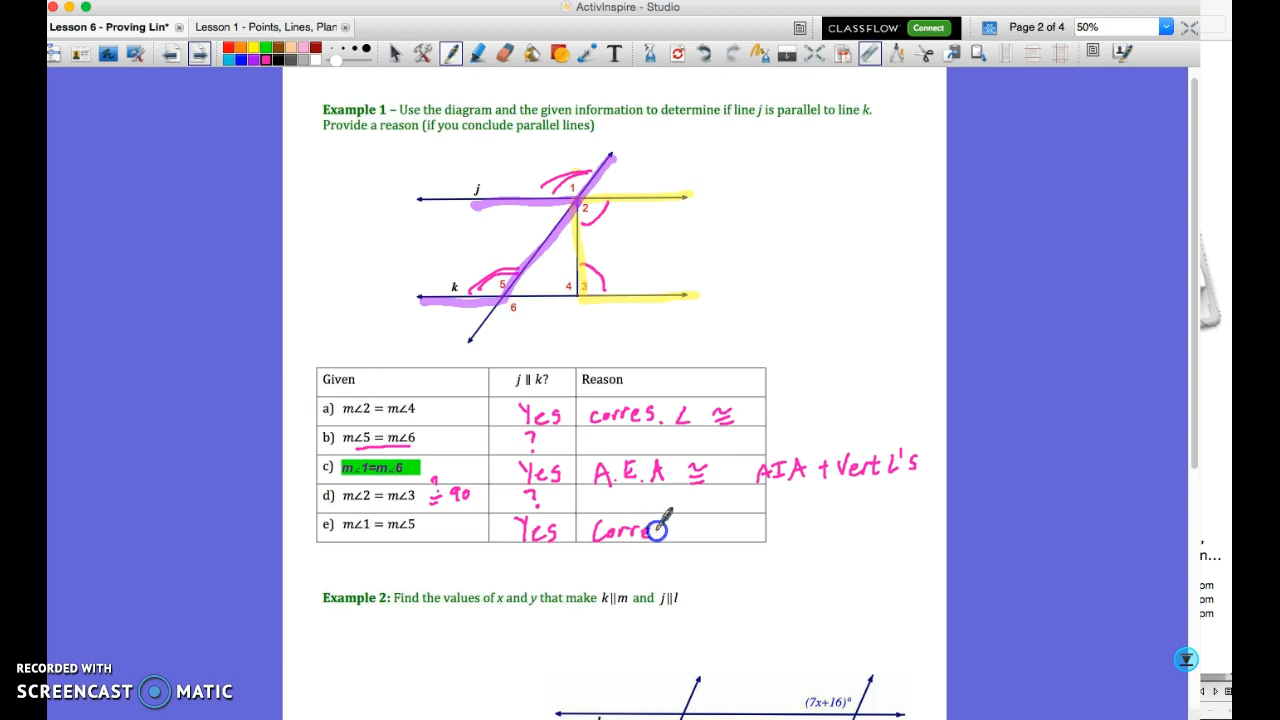 ActivInspire - Studio
Lesson 6 - Proving Lin*
Lesson 1 - Points, Lines, Plan
CLASSFLOW Connect
Page 2 of 4
50%
Example 1 – Use the diagram and the given information to determine if line j is parallel to line k.
Provide a reason (if you conclude parallel lines)
j
1
2
k
5
4
3
6
Given j ∥ k? Reason
a) m∠2 = m∠4 Yes corres. ∠ ≅
b) m∠5 = m∠6 ?
c) m∠1=m∠6 Yes A.E.A ≅ AIA + Vert ∠'s
d) m∠2 = m∠3 ≟ 90 ?
e) m∠1 = m∠5 Yes Corre
Example 2: Find the values of x and y that make k||m and j||l
(7x+16)°
RECORDED WITH
SCREENCAST MATIC
pm
pm
pm